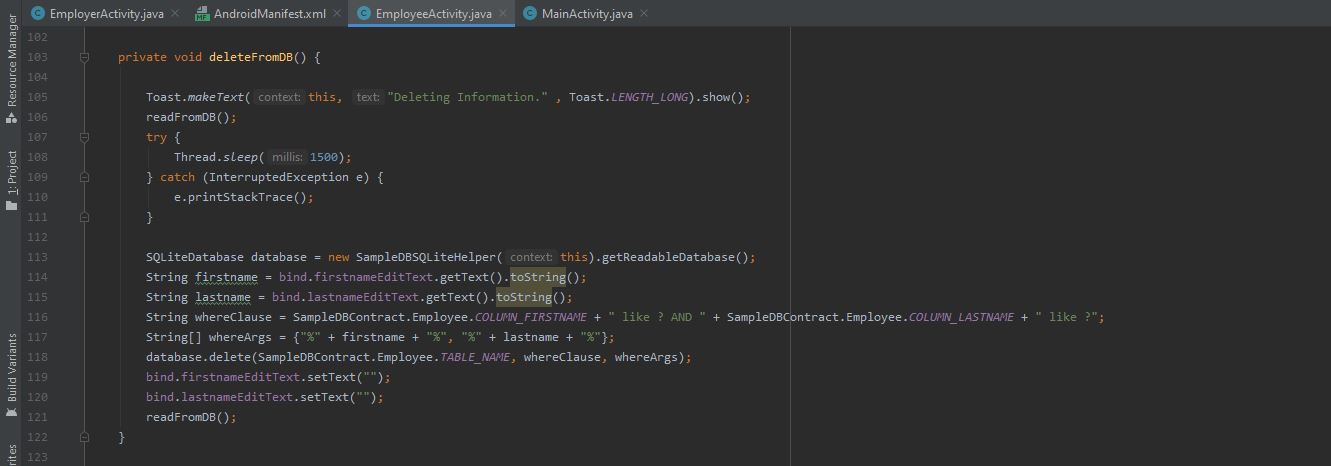 EmployerActivity.java AndroidManifest.xml EmployeeActivity.java MainActivity.java
Resource Manager
1: Project
Build Variants
rites
102
103 private void deleteFromDB() {
104
105 Toast.makeText( context: this, text: "Deleting Information." , Toast.LENGTH_LONG).show();
106 readFromDB();
107 try {
108 Thread.sleep( millis: 1500);
109 } catch (InterruptedException e) {
110 e.printStackTrace();
111 }
112
113 SQLiteDatabase database = new SampleDBSQLiteHelper( context: this).getReadableDatabase();
114 String firstname = bind.firstnameEditText.getText().toString();
115 String lastname = bind.lastnameEditText.getText().toString();
116 String whereClause = SampleDBContract.Employee.COLUMN_FIRSTNAME + " like ? AND " + SampleDBContract.Employee.COLUMN_LASTNAME + " like ?";
117 String[] whereArgs = {"%" + firstname + "%", "%" + lastname + "%"};
118 database.delete(SampleDBContract.Employee.TABLE_NAME, whereClause, whereArgs);
119 bind.firstnameEditText.setText("");
120 bind.lastnameEditText.setText("");
121 readFromDB();
122 }
123